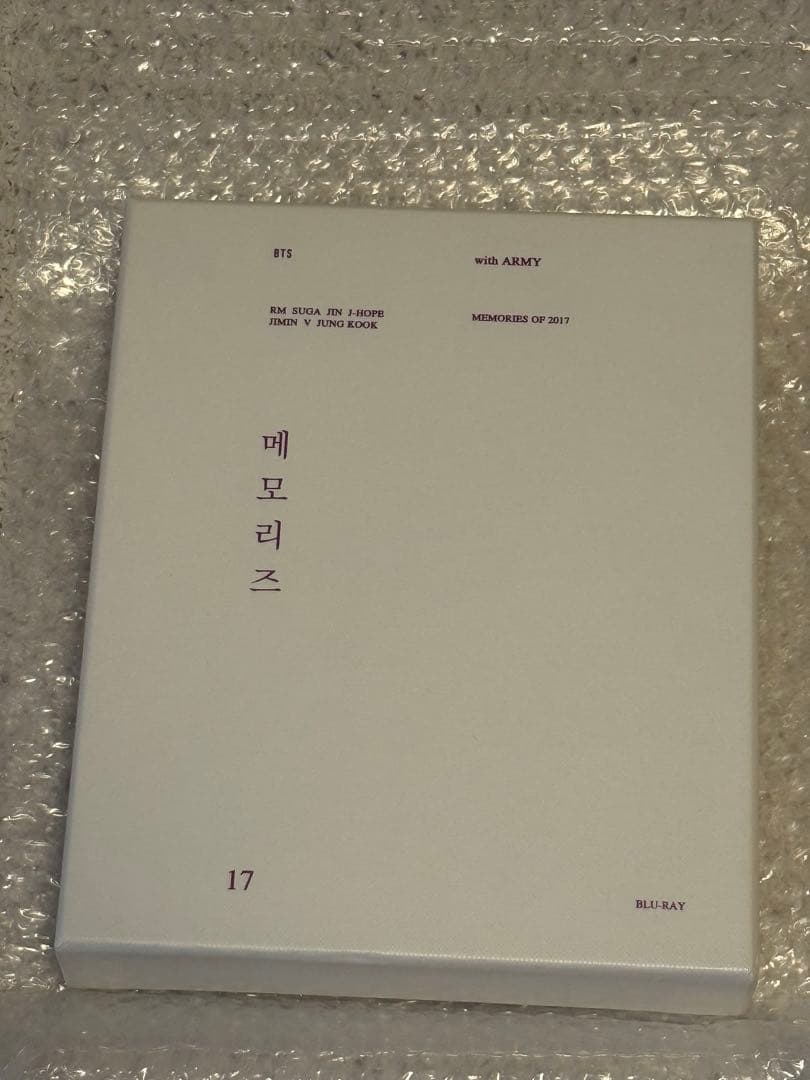 BTS
with ARMY
RM SUGA JIN J-HOPE
JIMIN V JUNG KOOK
MEMORIES OF 2017
메모리즈
17
BLU-RAY